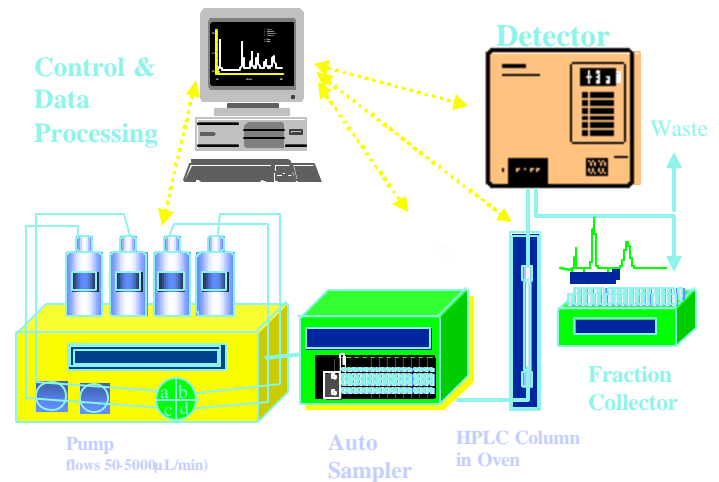 Control &
Data
Processing
Detector
Waste
a b
c d
Pump
flows 50-5000µL/min)
Auto
Sampler
HPLC Column
in Oven
Fraction
Collector